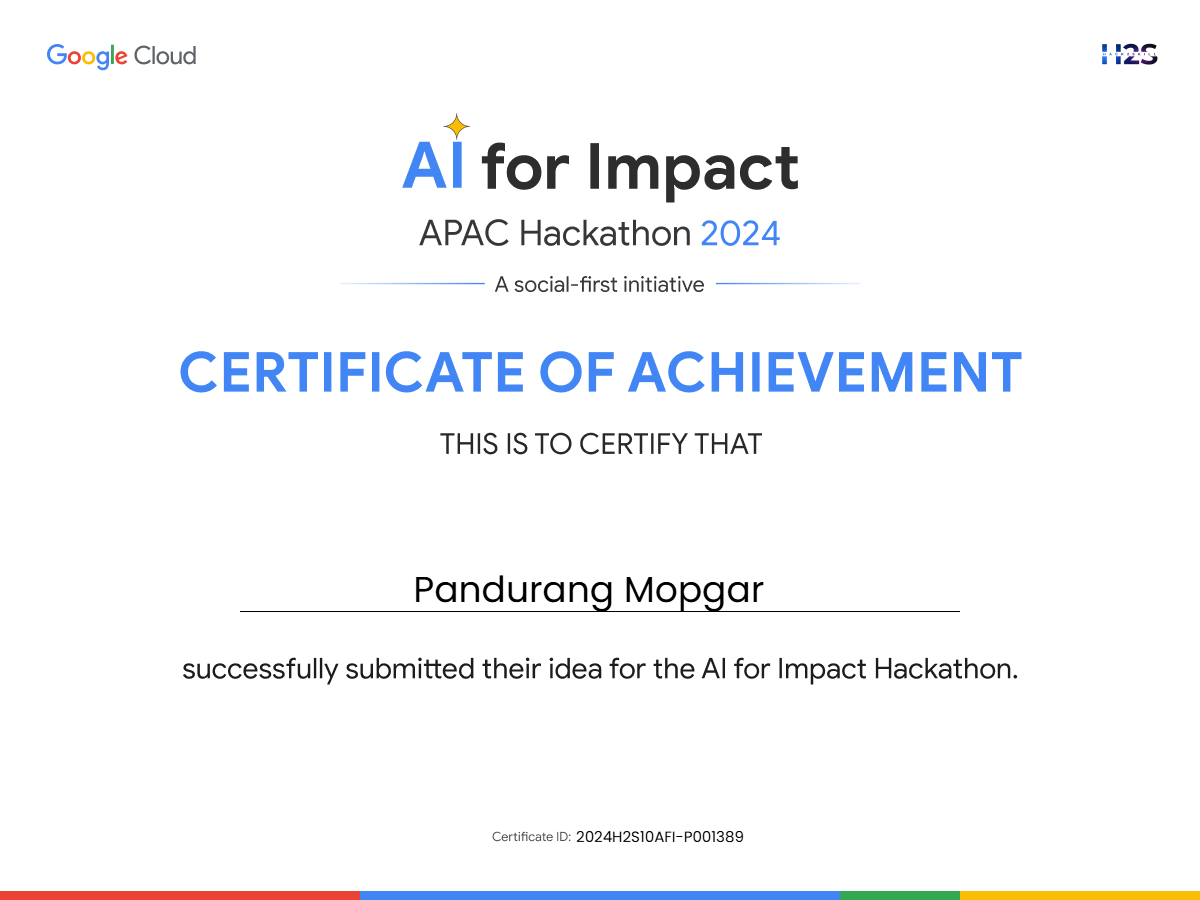 Google Cloud
H2S
AI for Impact
APAC Hackathon 2024
A social-first initiative
CERTIFICATE OF ACHIEVEMENT
THIS IS TO CERTIFY THAT
Pandurang Mopgar
successfully submitted their idea for the AI for Impact Hackathon.
Certificate ID: 2024H2S10AFI-P001389